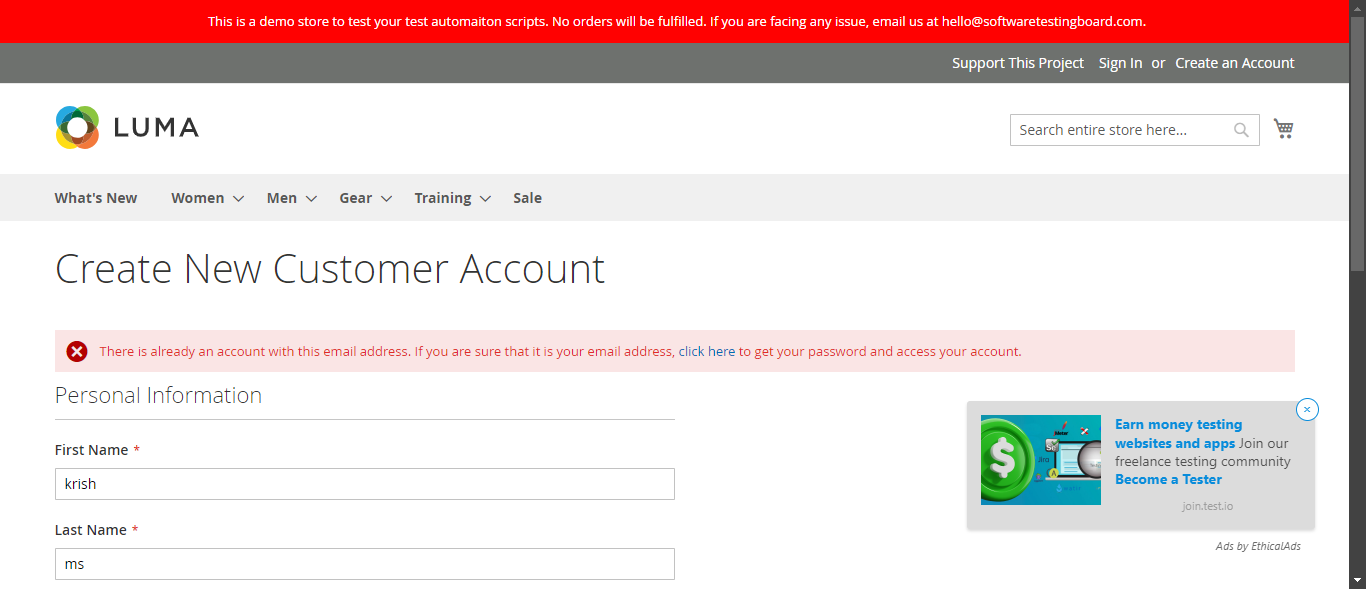 This is a demo store to test your test automaiton scripts. No orders will be fulfilled. If you are facing any issue, email us at hello@softwaretestingboard.com.
Support This Project Sign In or Create an Account
LUMA
Search entire store here...
What's New Women Men Gear Training Sale
Create New Customer Account
There is already an account with this email address. If you are sure that it is your email address, click here to get your password and access your account.
Personal Information
First Name *
krish
Last Name *
ms
Earn money testing
websites and apps Join our
freelance testing community
Become a Tester
join.test.io
Ads by EthicalAds